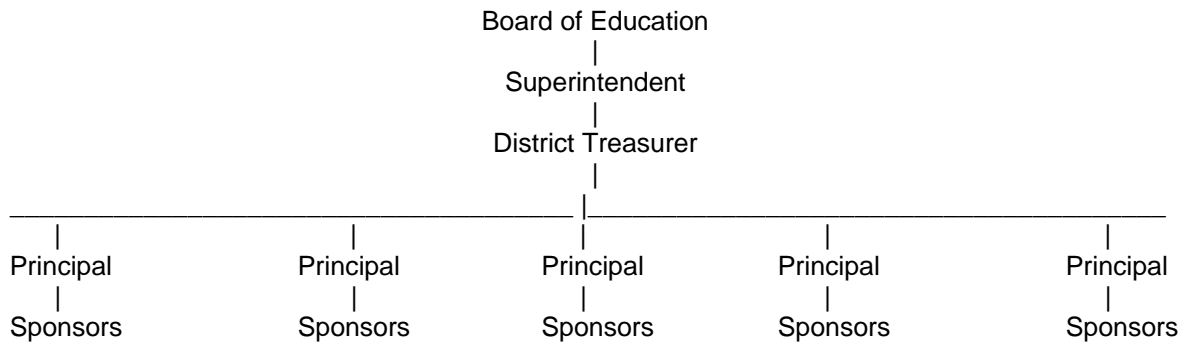 Board of Education
Superintendent
District Treasurer
Principal Principal Principal Principal Principal
Sponsors Sponsors Sponsors Sponsors Sponsors